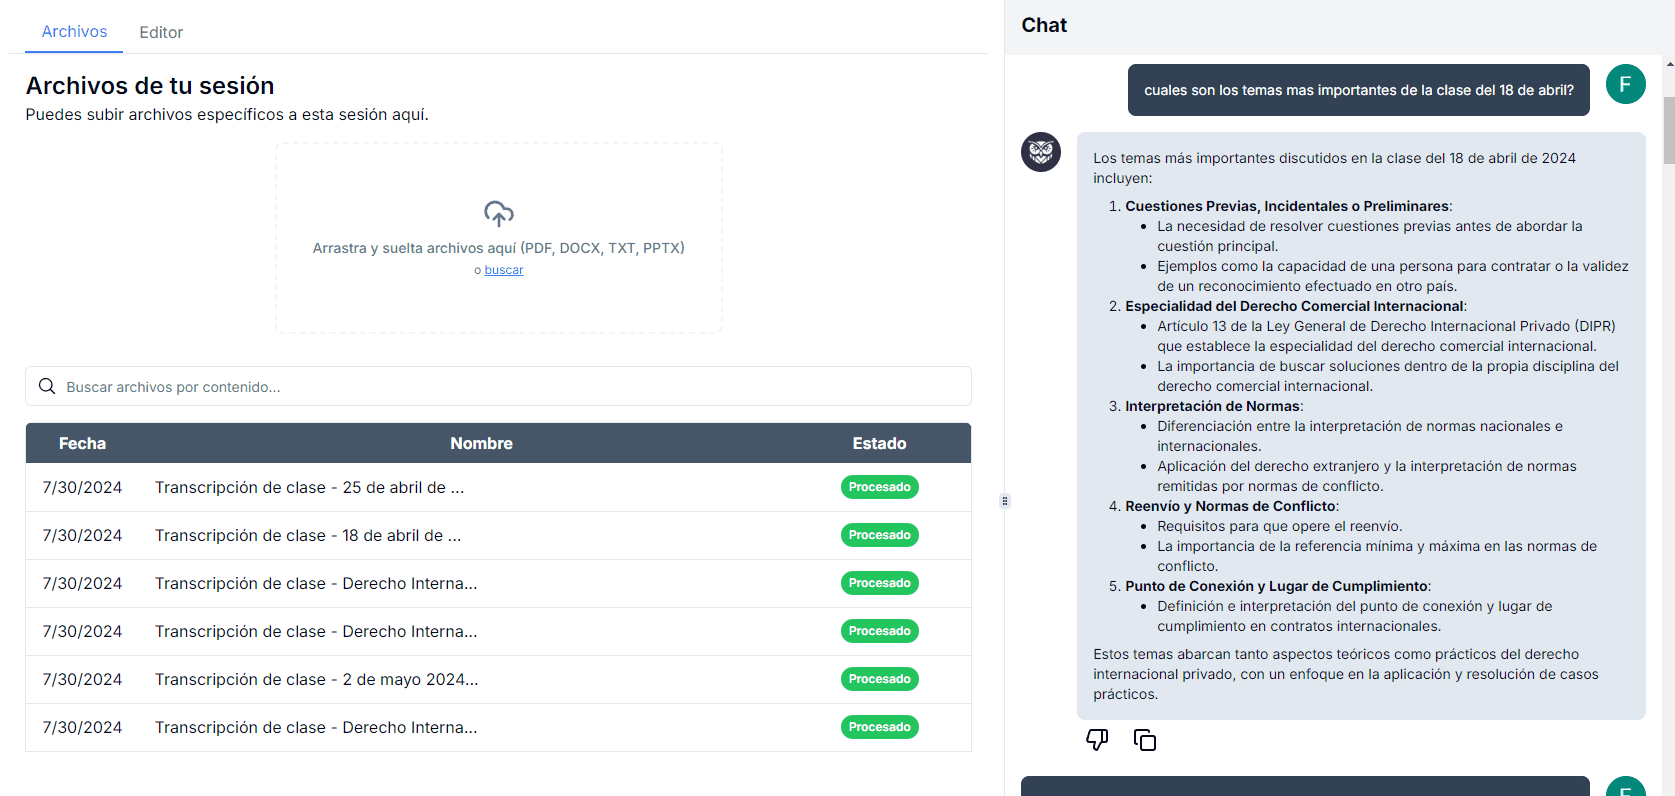 Archivos
Editor
Archivos de tu sesión
Puedes subir archivos específicos a esta sesión aquí.
Arrastra y suelta archivos aquí (PDF, DOCX, TXT, PPTX)
o buscar
Buscar archivos por contenido...
Fecha Nombre Estado
7/30/2024 Transcripción de clase - 25 de abril de ... Procesado
7/30/2024 Transcripción de clase - 18 de abril de ... Procesado
7/30/2024 Transcripción de clase - Derecho Interna... Procesado
7/30/2024 Transcripción de clase - Derecho Interna... Procesado
7/30/2024 Transcripción de clase - 2 de mayo 2024... Procesado
7/30/2024 Transcripción de clase - Derecho Interna... Procesado
Chat
cuales son los temas mas importantes de la clase del 18 de abril?
F
Los temas más importantes discutidos en la clase del 18 de abril de 2024
incluyen:
1. Cuestiones Previas, Incidentales o Preliminares:
• La necesidad de resolver cuestiones previas antes de abordar la
cuestión principal.
• Ejemplos como la capacidad de una persona para contratar o la validez
de un reconocimiento efectuado en otro país.
2. Especialidad del Derecho Comercial Internacional:
• Artículo 13 de la Ley General de Derecho Internacional Privado (DIPR)
que establece la especialidad del derecho comercial internacional.
• La importancia de buscar soluciones dentro de la propia disciplina del
derecho comercial internacional.
3. Interpretación de Normas:
• Diferenciación entre la interpretación de normas nacionales e
internacionales.
• Aplicación del derecho extranjero y la interpretación de normas
remitidas por normas de conflicto.
4. Reenvío y Normas de Conflicto:
• Requisitos para que opere el reenvío.
• La importancia de la referencia mínima y máxima en las normas de
conflicto.
5. Punto de Conexión y Lugar de Cumplimiento:
• Definición e interpretación del punto de conexión y lugar de
cumplimiento en contratos internacionales.
Estos temas abarcan tanto aspectos teóricos como prácticos del derecho
internacional privado, con un enfoque en la aplicación y resolución de casos
prácticos.
F